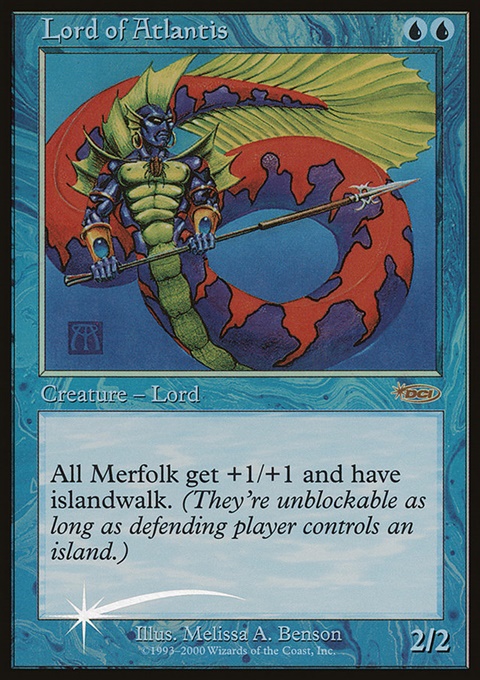 Lord of Atlantis
Creature – Lord
DCI
All Merfolk get +1/+1 and have
islandwalk. (They're unblockable as
long as defending player controls an
island.)
Illus. Melissa A. Benson
©1993–2000 Wizards of the Coast, Inc.
2/2